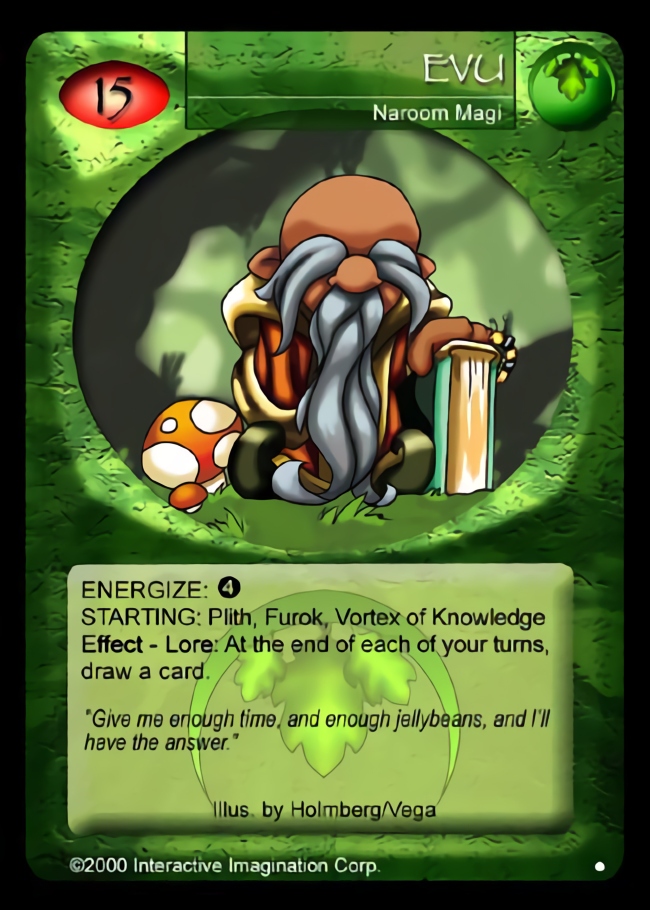 15
EVU
Naroom Magi
ENERGIZE: 4
STARTING: Plith, Furok, Vortex of Knowledge
Effect - Lore: At the end of each of your turns,
draw a card.
"Give me enough time, and enough jellybeans, and I'll
have the answer."
Illus. by Holmberg/Vega
©2000 Interactive Imagination Corp.